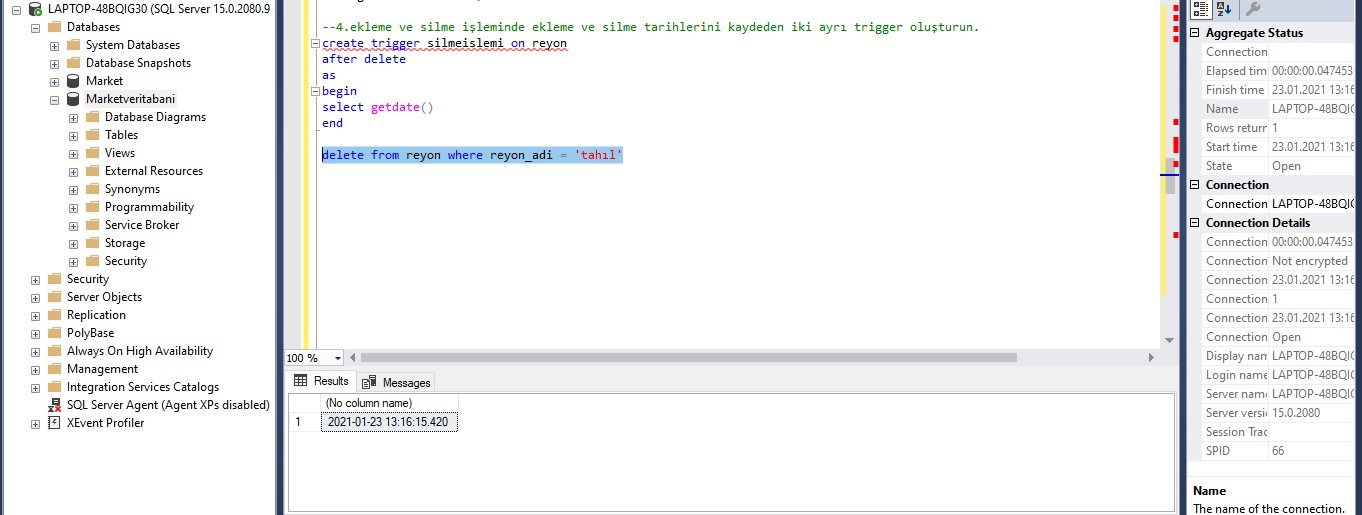 LAPTOP-48BQIG30 (SQL Server 15.0.2080.9
Databases
System Databases
Database Snapshots
Market
Marketveritabani
Database Diagrams
Tables
Views
External Resources
Synonyms
Programmability
Service Broker
Storage
Security
Security
Server Objects
Replication
PolyBase
Always On High Availability
Management
Integration Services Catalogs
SQL Server Agent (Agent XPs disabled)
XEvent Profiler
--4.ekleme ve silme işleminde ekleme ve silme tarihlerini kaydeden iki ayrı trigger oluşturun.
create trigger silmeislemi on reyon
after delete
as
begin
select getdate()
end
delete from reyon where reyon_adi = 'tahıl'
100 %
Results Messages
(No column name)
1 2021-01-23 13:16:15.420
Aggregate Status
Connection
Elapsed tim 00:00:00.047453
Finish time 23.01.2021 13:16
Name LAPTOP-48BQIG
Rows returr 1
Start time 23.01.2021 13:16
State Open
Connection
Connection LAPTOP-48BQIG
Connection Details
Connection 00:00:00.047453
Connection Not encrypted
Connection 23.01.2021 13:16
Connection 1
Connection 23.01.2021 13:16
Connection Open
Display nam LAPTOP-48BQIG
Login name LAPTOP-48BQIG
Server name LAPTOP-48BQIG
Server versi 15.0.2080
Session Trac
SPID 66
Name
The name of the connection.